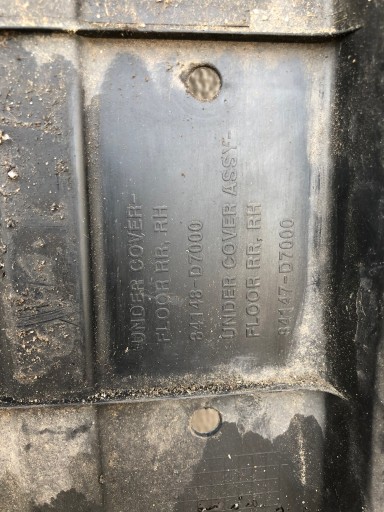 UNDER COVER-
FLOOR RR, RH
84148-D7000
UNDER COVER ASSY-
FLOOR RR, RH
84147-D7000